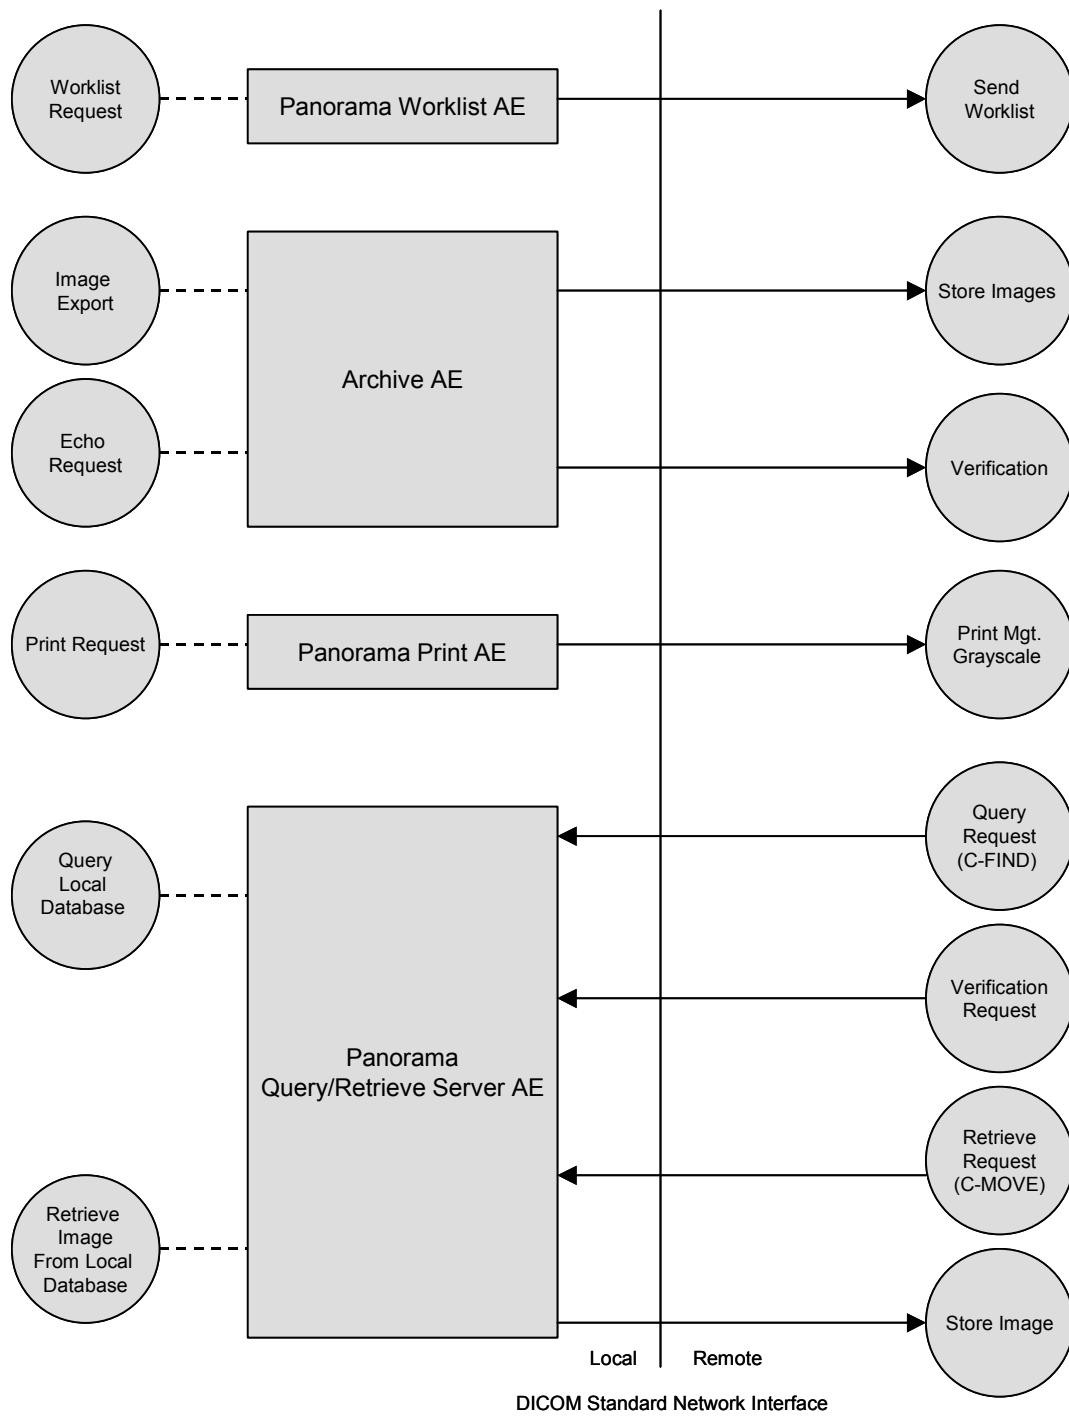 Worklist
Request
Panorama Worklist AE
Send
Worklist
Image
Export
Archive AE
Store Images
Echo
Request
Verification
Print Request
Panorama Print AE
Print Mgt.
Grayscale
Query
Local
Database
Panorama
Query/Retrieve Server AE
Query
Request
(C-FIND)
Verification
Request
Retrieve
Request
(C-MOVE)
Retrieve
Image
From Local
Database
Store Image
Local
Remote
DICOM Standard Network Interface